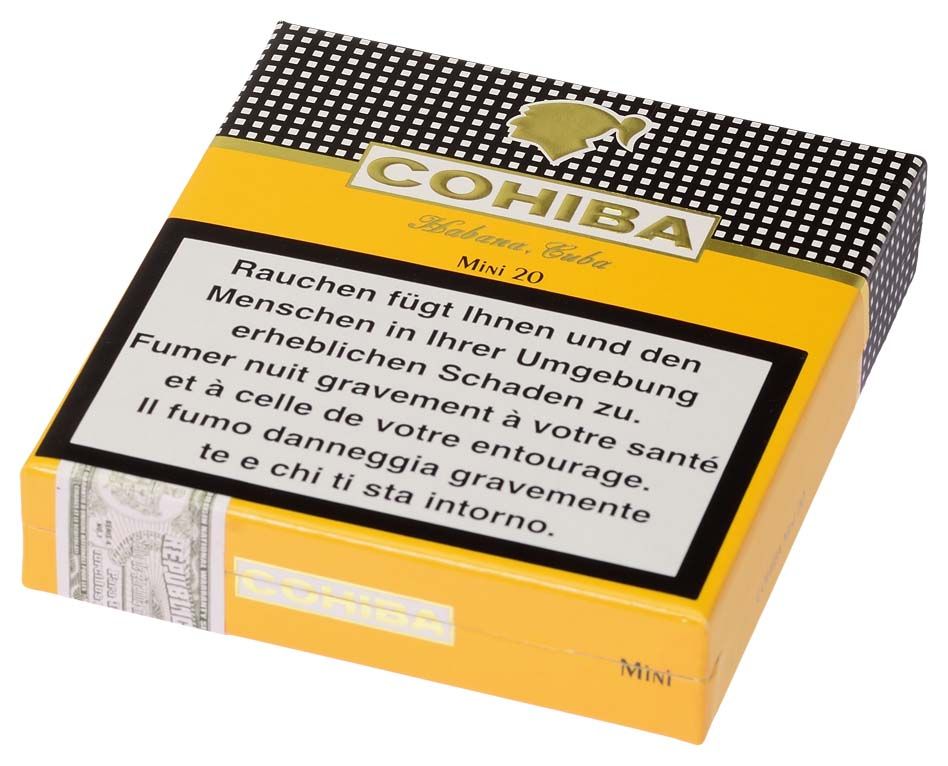 COHIBA
Habana, Cuba
Mini 20
Rauchen fügt Ihnen und den
Menschen in Ihrer Umgebung
erheblichen Schaden zu.
Fumer nuit gravement à votre santé
et à celle de votre entourage.
Il fumo danneggia gravemente
te e chi ti sta intorno.
COHIBA
Mini